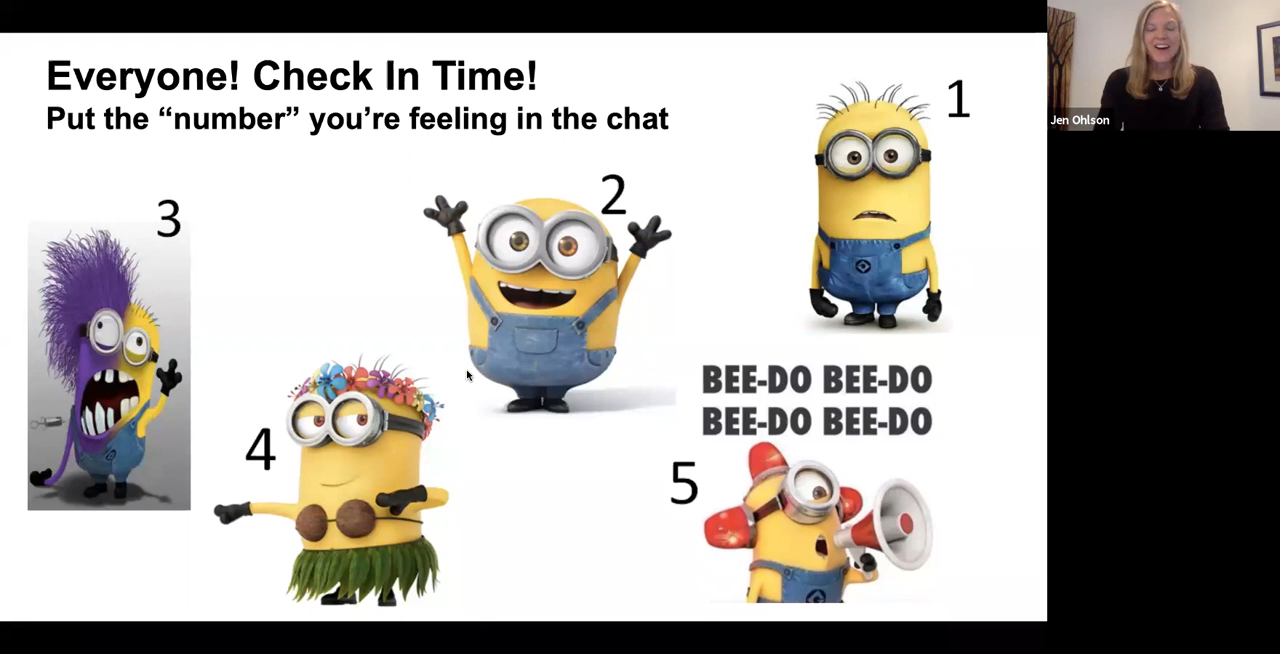 Everyone! Check In Time!
Put the “number” you’re feeling in the chat
1
2
3
4
BEE-DO BEE-DO
BEE-DO BEE-DO
5
Jen Ohlson